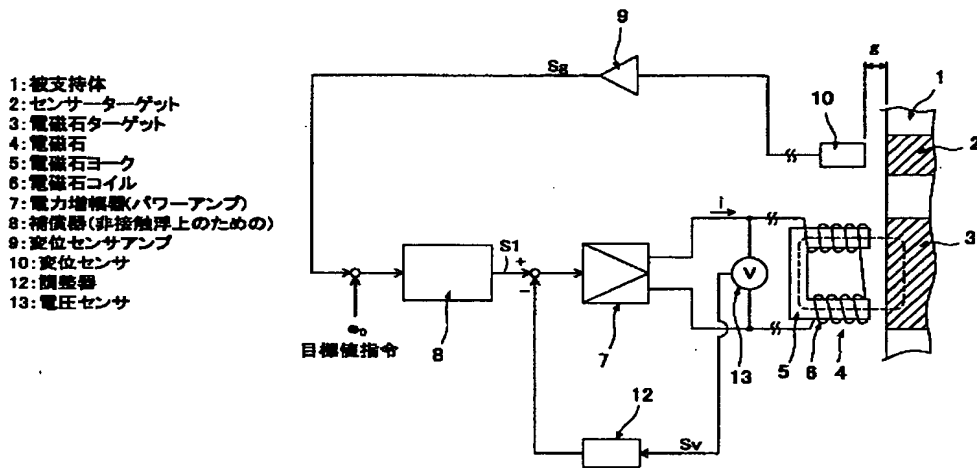 1:被支持体
2:センサーターゲット
3:電磁石ターゲット
4:電磁石
5:電磁石ヨーク
6:電磁石コイル
7:電力増幅器(パワーアンプ)
8:補償器(非接触浮上のための)
9:変位センサアンプ
10:変位センサ
12:調整器
13:電圧センサ
9
Sg
g
1
10
2
i
3
S1
+
−
V
e0
目標値指令
8
7
13
5
6
4
12
Sv